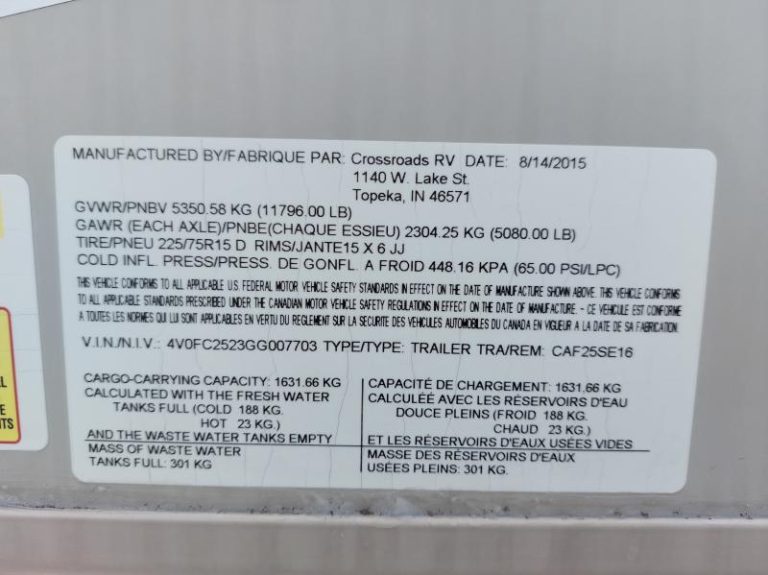 MANUFACTURED BY/FABRIQUE PAR: Crossroads RV DATE: 8/14/2015
1140 W. Lake St.
Topeka, IN 46571
GVWR/PNBV 5350.58 KG (11796.00 LB)
GAWR (EACH AXLE)/PNBE(CHAQUE ESSIEU) 2304.25 KG (5080.00 LB)
TIRE/PNEU 225/75R15 D RIMS/JANTE15 X 6 JJ
COLD INFL. PRESS/PRESS. DE GONFL. A FROID 448.16 KPA (65.00 PSI/LPC)
THIS VEHICLE CONFORMS TO ALL APPLICABLE U.S. FEDERAL MOTOR VEHICLE SAFETY STANDARDS IN EFFECT ON THE DATE OF MANUFACTURE SHOWN ABOVE. THIS VEHICLE CONFORMS
TO ALL APPLICABLE STANDARDS PRESCRIBED UNDER THE CANADIAN MOTOR VEHICLE SAFETY REGULATIONS IN EFFECT ON THE DATE OF MANUFACTURE. - CE VEHICULE EST CONFORME
A TOUTES LES NORMES QUI LUI SONT APPLICABLES EN VERTU DU REGLEMENT SUR LA SECURITE DES VEHICULES AUTOMOBILES DU CANADA EN VIGUEUR A LA DATE DE SA FABRICATION.
V.I.N./N.I.V.: 4V0FC2523GG007703 TYPE/TYPE: TRAILER TRA/REM: CAF25SE16
CARGO-CARRYING CAPACITY: 1631.66 KG
CALCULATED WITH THE FRESH WATER
TANKS FULL (COLD 188 KG.
HOT 23 KG.)
AND THE WASTE WATER TANKS EMPTY
MASS OF WASTE WATER
TANKS FULL: 301 KG
CAPACITÉ DE CHARGEMENT: 1631.66 KG
CALCULÉE AVEC LES RÉSERVOIRS D'EAU
DOUCE PLEINS (FROID 188 KG.
CHAUD 23 KG.)
ET LES RÉSERVOIRS D'EAUX USÉES VIDES
MASSE DES RÉSERVOIRS D'EAUX
USÉES PLEINS: 301 KG.